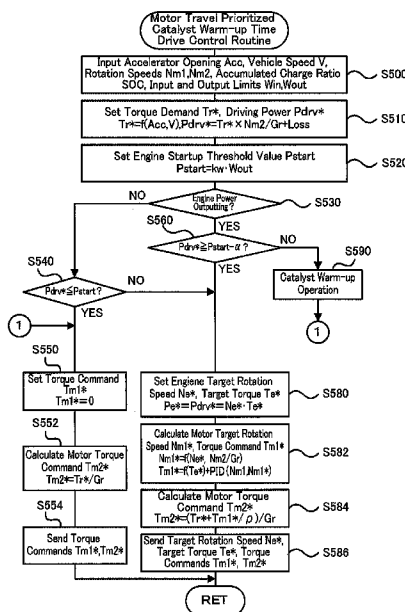 Motor Travel Prioritized
Catalyst Warm-up Time
Drive Control Routine
Input Accelerator Opening Acc, Vehicle Speed V,
Rotation Speeds Nm1,Nm2, Accumulated Charge Ratio
SOC, Input and Output Limits Win,Wout
S500
Set Torque Demand Tr*, Driving Power Pdrv*
Tr*=f(Acc,V),Pdrv*=Tr*×Nm2/Gr+Loss
S510
Set Engine Startup Threshold Value Pstart
Pstart=kw·Wout
S520
Engine Power
Outputting?
S530
NO
YES
S560
Pdrv*≧Pstart-α?
NO
YES
S590
Catalyst Warm-up
Operation
1
S540
Pdrv*≦Pstart?
NO
YES
1
S550
Set Torque Command
Tm1*
Tm1*=0
S552
Calculate Motor Torque
Command Tm2*
Tm2*=Tr*/Gr
S554
Send Torque
Commands Tm1*,Tm2*
Set Engiene Target Rotation
Speed Ne*, Target Torque Te*
Pe*=Pdrv*=Ne*·Te*
S580
Calculate Motor Target Rotation
Speed Nm1*, Torque Command Tm1*
Nm1*=f(Ne*, Nm2/Gr)
Tm1*=f(Te*)+PID(Nm1,Nm1*)
S582
Calculate Motor Torque
Command Tm2*
Tm2*=(Tr*+Tm1*/ρ)/Gr
S584
Send Target Rotation Speed Ne*,
Target Torque Te*, Torque
Commands Tm1*, Tm2*
S586
RET